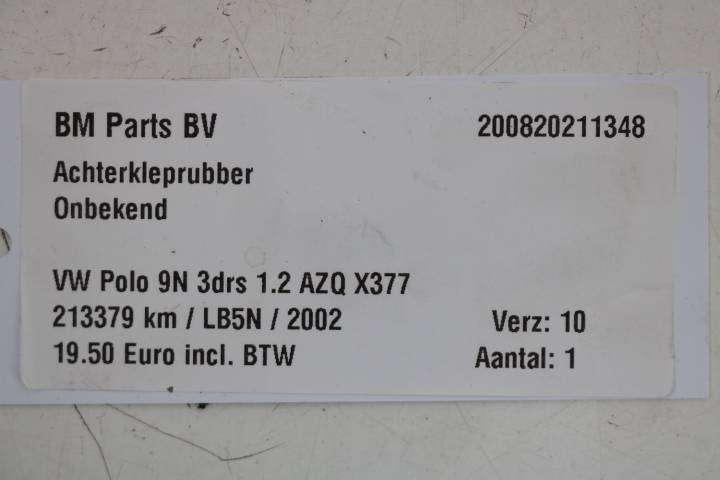 BM Parts BV 200820211348
Achterkleprubber
Onbekend
VW Polo 9N 3drs 1.2 AZQ X377
213379 km / LB5N / 2002 Verz: 10
19.50 Euro incl. BTW Aantal: 1